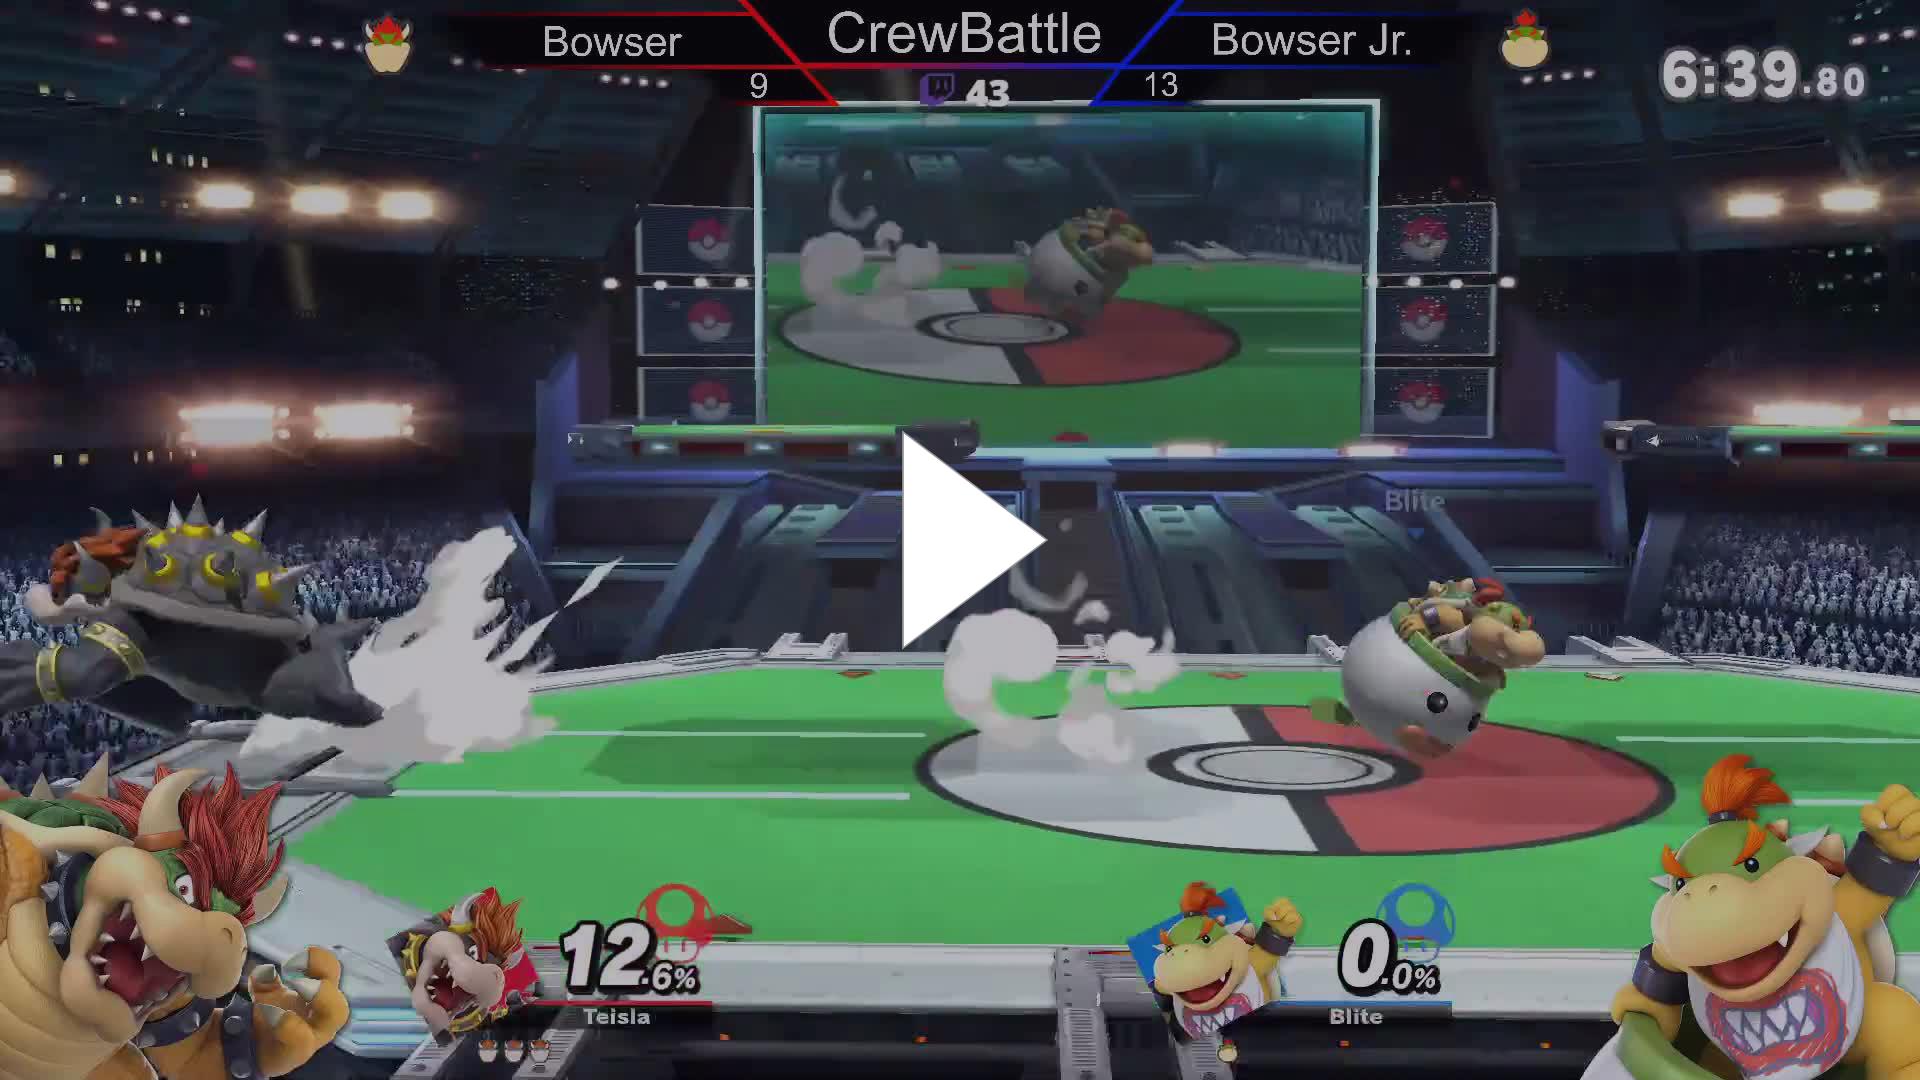 Bowser
CrewBattle
Bowser Jr.
9
43
13
6:39.80
Blite
12.6%
0.0%
Teisla
Blite